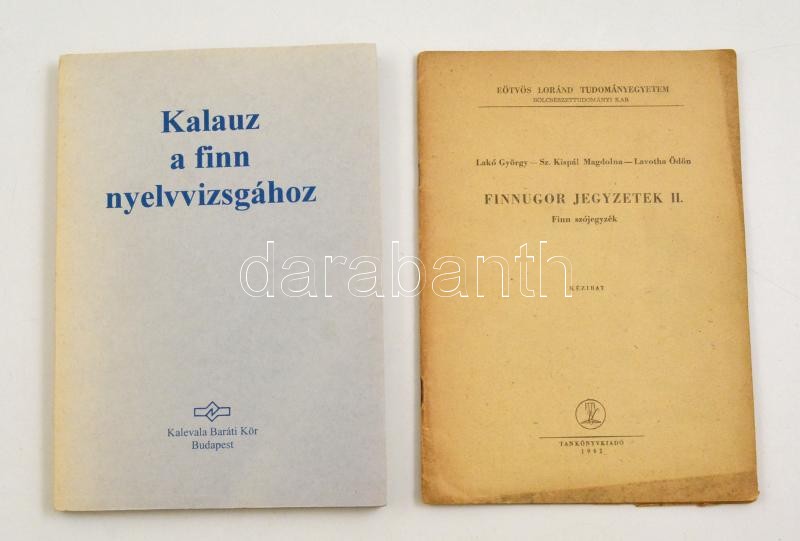 Kalauz
a finn
nyelvvizsgához
Kalevala Baráti Kör
Budapest
EÖTVÖS LORÁND TUDOMÁNYEGYETEM
BÖLCSÉSZETTUDOMÁNYI KAR
Lakó György — Sz. Kispál Magdolna — Lavotha Ödön
FINNUGOR JEGYZETEK II.
Finn szójegyzék
KÉZIRAT
TANKÖNYVKIADÓ
1962
darabanth